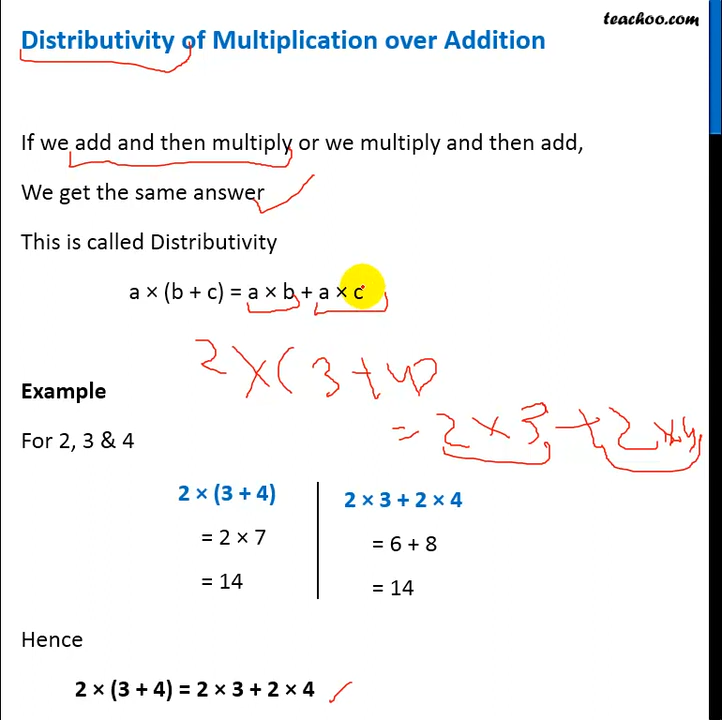 teachoo.com
Distributivity of Multiplication over Addition
If we add and then multiply or we multiply and then add,
We get the same answer
This is called Distributivity
a × (b + c) = a × b + a × c
2 × ( 3 + 4)
Example
= 2 × 3 + 2 × 4
For 2, 3 & 4
2 × (3 + 4)
= 2 × 7
= 14
2 × 3 + 2 × 4
= 6 + 8
= 14
Hence
2 × (3 + 4) = 2 × 3 + 2 × 4